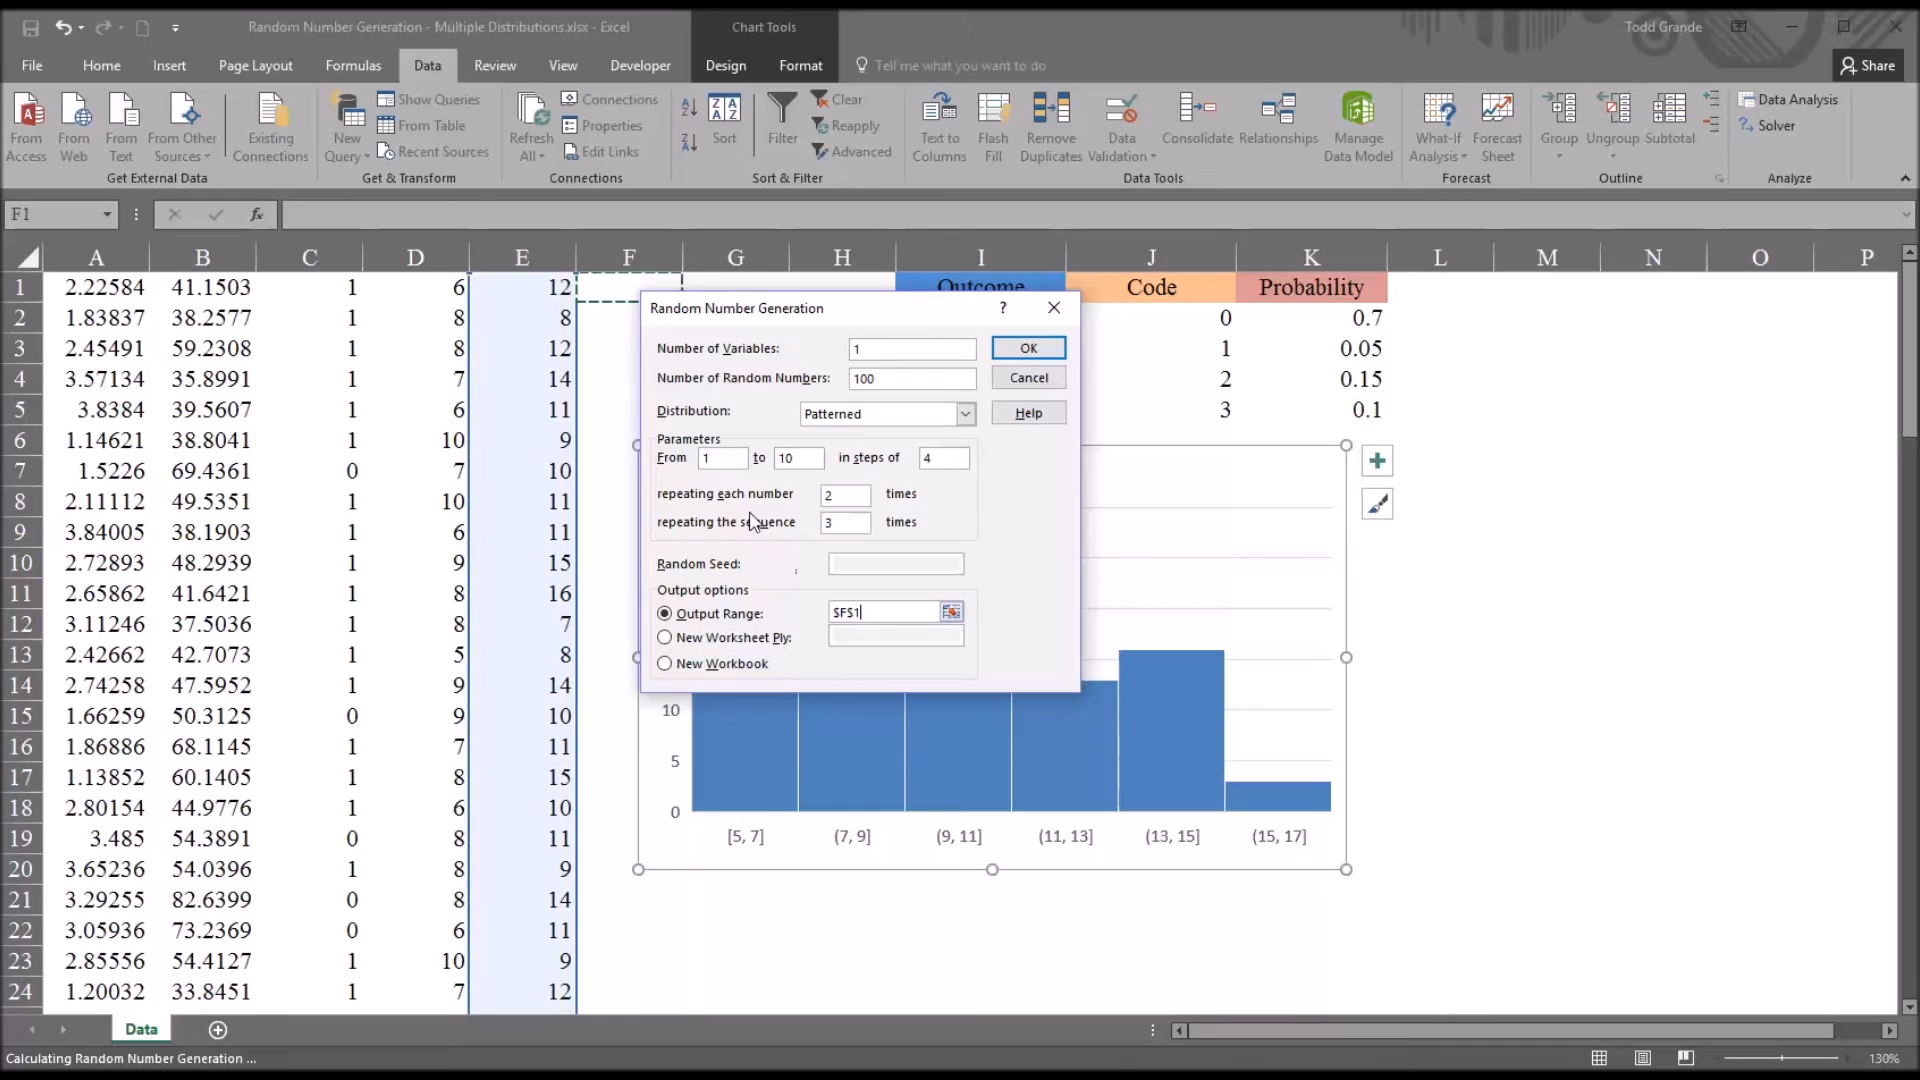 Random Number Generation - Multiple Distributions.xlsx - Excel
Chart Tools
Todd Grande
File Home Insert Page Layout Formulas Data Review View Developer Design Format Tell me what you want to do Share
From Access
From Web
From Text
From Other Sources
Existing Connections
Get External Data
New Query
Show Queries
From Table
Recent Sources
Get & Transform
Refresh All
Connections
Properties
Edit Links
Connections
Sort
Filter
Clear
Reapply
Advanced
Sort & Filter
Text to Columns
Flash Fill
Remove Duplicates
Data Validation
Consolidate
Relationships
Manage Data Model
Data Tools
What-If Analysis
Forecast Sheet
Forecast
Group
Ungroup
Subtotal
Outline
Data Analysis
Solver
Analyze
F1
fx
A B C D E F G H I J K L M N O P
1 2.22584 41.1503 1 6 12 Outcome Code Probability
2 1.83837 38.2577 1 8 8 0 0.7
3 2.45491 59.2308 1 8 12 1 0.05
4 3.57134 35.8991 1 7 14 2 0.15
5 3.8384 39.5607 1 6 11 3 0.1
6 1.14621 38.8041 1 10 9
7 1.5226 69.4361 0 7 10
8 2.11112 49.5351 1 10 11
9 3.84005 38.1903 1 6 11
10 2.72893 48.2939 1 9 15
11 2.65862 41.6421 1 8 16
12 3.11246 37.5036 1 8 7
13 2.42662 42.7073 1 5 8
14 2.74258 47.5952 1 9 14
15 1.66259 50.3125 0 9 10
16 1.86886 68.1145 1 7 11
17 1.13852 60.1405 1 8 15
18 2.80154 44.9776 1 6 10
19 3.485 54.3891 0 8 11
20 3.65236 54.0396 1 8 9
21 3.29255 82.6399 0 8 14
22 3.05936 73.2369 0 6 11
23 2.85556 54.4127 1 10 9
24 1.20032 33.8451 1 7 12
Random Number Generation ?
Number of Variables: 1 OK
Number of Random Numbers: 100 Cancel
Distribution: Patterned Help
Parameters
From 1 to 10 in steps of 4
repeating each number 2 times
repeating the sequence 3 times
Random Seed:
Output options
Output Range: $F$1
New Worksheet Ply:
New Workbook
10
5
0
[5, 7] (7, 9] (9, 11] (11, 13] (13, 15] (15, 17]
Data
Calculating Random Number Generation ...
130%